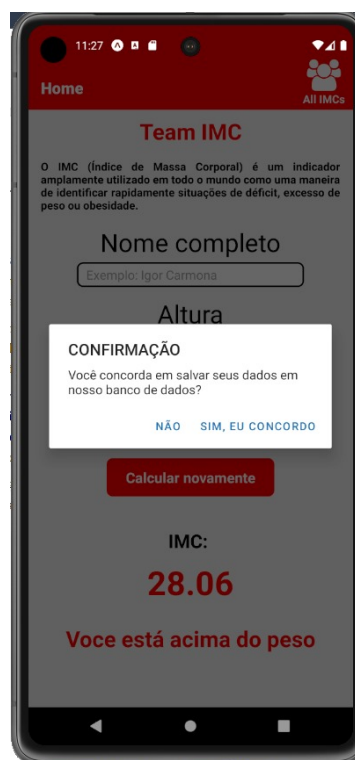 11:27
Home
All IMCs
Team IMC
O IMC (Índice de Massa Corporal) é um indicador
amplamente utilizado em todo o mundo como uma maneira
de identificar rapidamente situações de déficit, excesso de
peso ou obesidade.
Nome completo
Exemplo: Igor Carmona
Altura
CONFIRMAÇÃO
Você concorda em salvar seus dados em
nosso banco de dados?
NÃO SIM, EU CONCORDO
Calcular novamente
IMC:
28.06
Voce está acima do peso